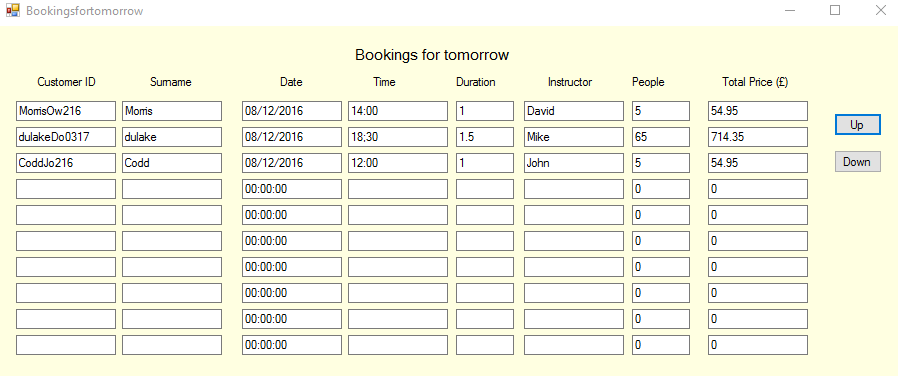 Bookingsfortomorrow
Bookings for tomorrow
Customer ID Surname Date Time Duration Instructor People Total Price (£)
MorrisOw216 Morris 08/12/2016 14:00 1 David 5 54.95
Up
dulakeDo0317 dulake 08/12/2016 18:30 1.5 Mike 65 714.35
CoddJo216 Codd 08/12/2016 12:00 1 John 5 54.95
Down
00:00:00 0 0
00:00:00 0 0
00:00:00 0 0
00:00:00 0 0
00:00:00 0 0
00:00:00 0 0
00:00:00 0 0